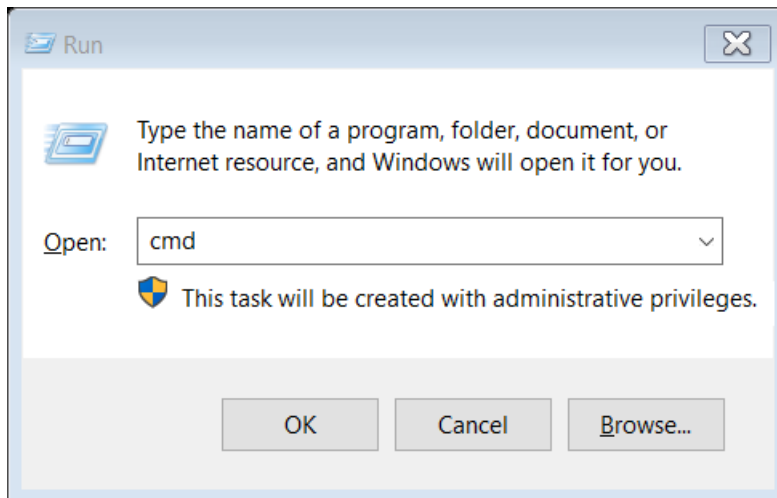 Run
Type the name of a program, folder, document, or
Internet resource, and Windows will open it for you.
Open: cmd
This task will be created with administrative privileges.
OK Cancel Browse...